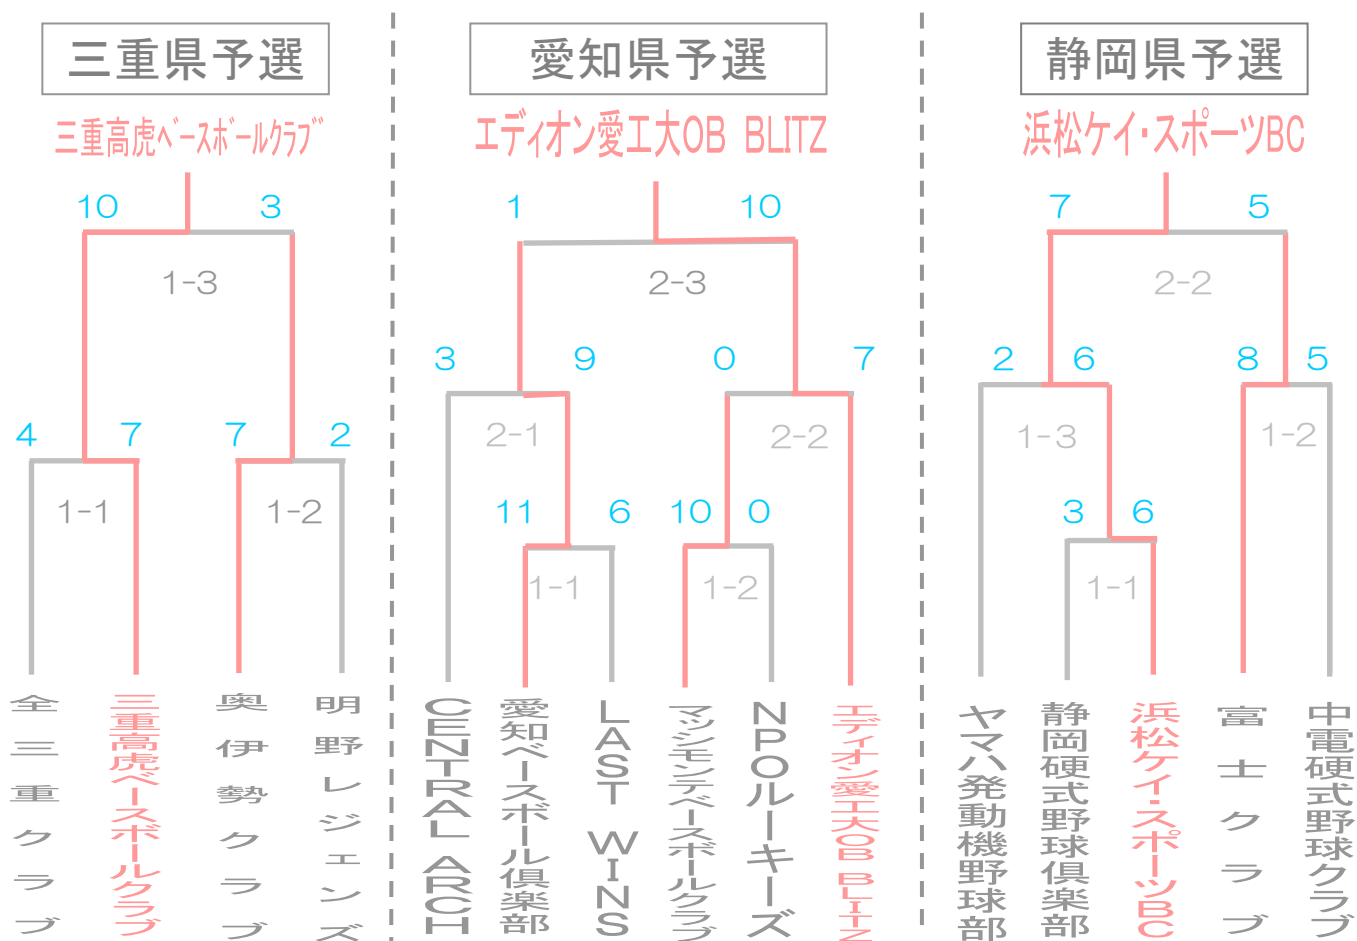 三重県予選
三重高虎ﾍﾞｰｽﾎﾞｰﾙｸﾗﾌﾞ
10 3
1-3
4 7 7 2
1-1 1-2
全三重クラブ
三重高虎ベースボールクラブ
奥伊勢クラブ
明野レジェンズ
愛知県予選
エディオン愛工大OB BLITZ
1 10
2-3
3 9 0 7
2-1 2-2
11 6 10 0
1-1 1-2
CENTRAL ARCH
愛知ベースボール倶楽部
LAST WINS
マッシモンテベースボールクラブ
NPOルーキーズ
エディオン愛工大OB BLITZ
静岡県予選
浜松ケイ・スポーツBC
7 5
2-2
2 6 8 5
1-3 1-2
3 6
1-1
ヤマハ発動機野球部
静岡硬式野球倶楽部
浜松ケイ・スポーツBC
富士クラブ
中電硬式野球クラブ